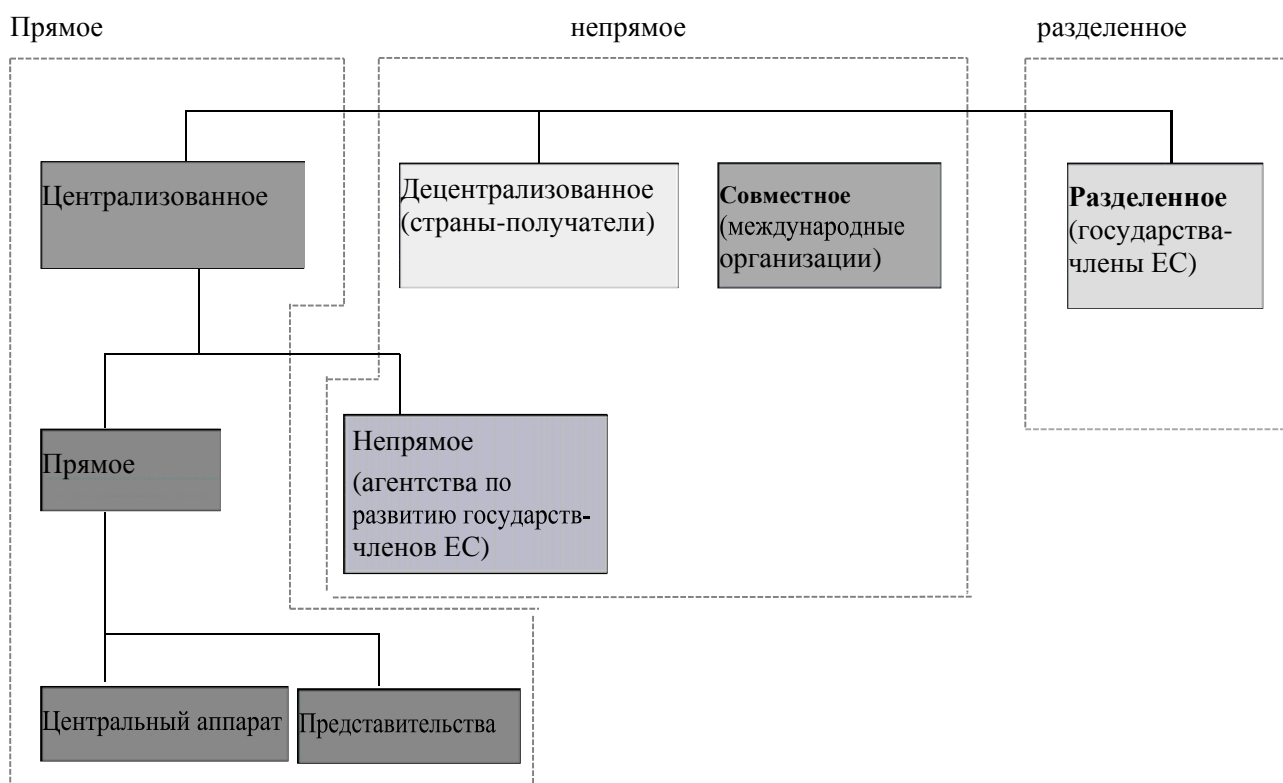 Прямое
непрямое
разделенное
Централизованное
Децентрализованное
(страны-получатели)
Совместное
(международные
организации)
Разделенное
(государства-
члены ЕС)
Прямое
Непрямое
(агентства по
развитию государств-
членов ЕС)
Центральный аппарат
Представительства